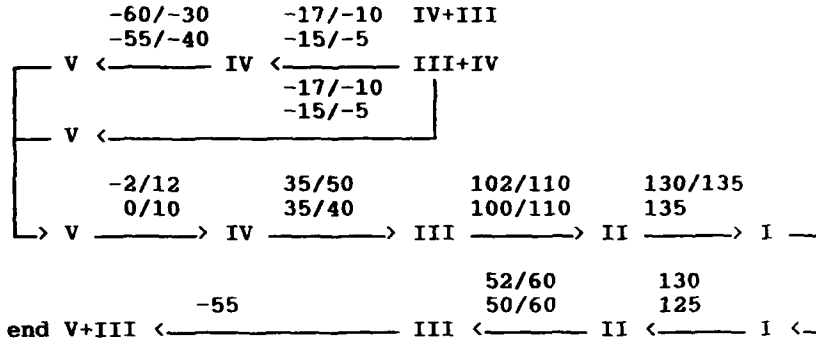 -60/-30 -17/-10 IV+III
-55/-40 -15/-5
V IV III+IV
-17/-10
-15/-5
V
-2/12 35/50 102/110 130/135
0/10 35/40 100/110 135
V IV III II I
52/60 130
-55 50/60 125
end V+III III II I